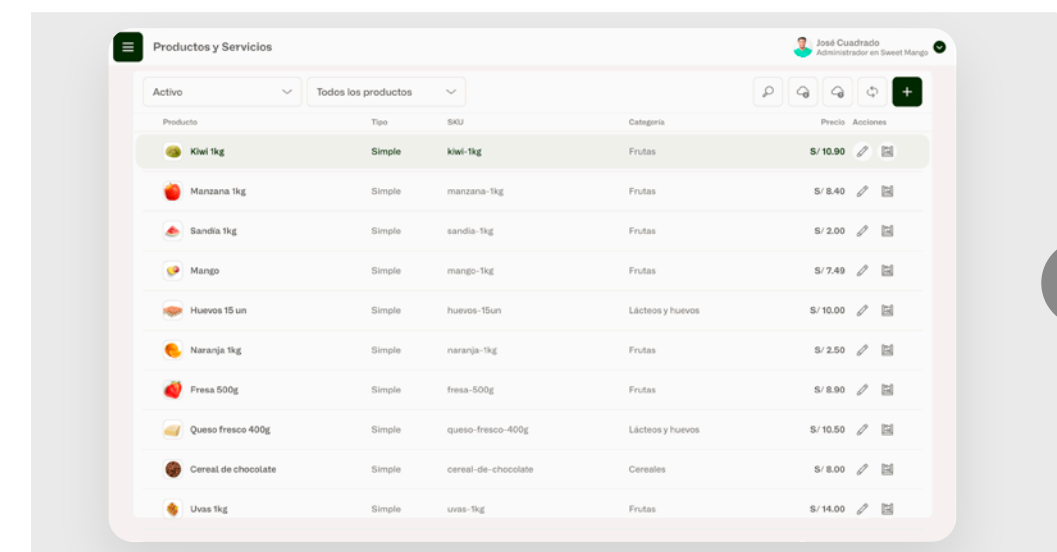 Productos y Servicios
José Cuadrado
Administrador en Sweet Mango
Activo
Todos los productos
Producto Tipo SKU Categoría Precio Acciones
Kiwi 1kg Simple kiwi-1kg Frutas S/ 10.90
Manzana 1kg Simple manzana-1kg Frutas S/ 8.40
Sandía 1kg Simple sandia-1kg Frutas S/ 2.00
Mango Simple mango-1kg Frutas S/ 7.49
Huevos 15 un Simple huevos-15un Lácteos y huevos S/ 10.00
Naranja 1kg Simple naranja-1kg Frutas S/ 2.50
Fresa 500g Simple fresa-500g Frutas S/ 8.90
Queso fresco 400g Simple queso-fresco-400g Lácteos y huevos S/ 10.50
Cereal de chocolate Simple cereal-de-chocolate Cereales S/ 8.00
Uvas 1kg Simple uvas-1kg Frutas S/ 14.00